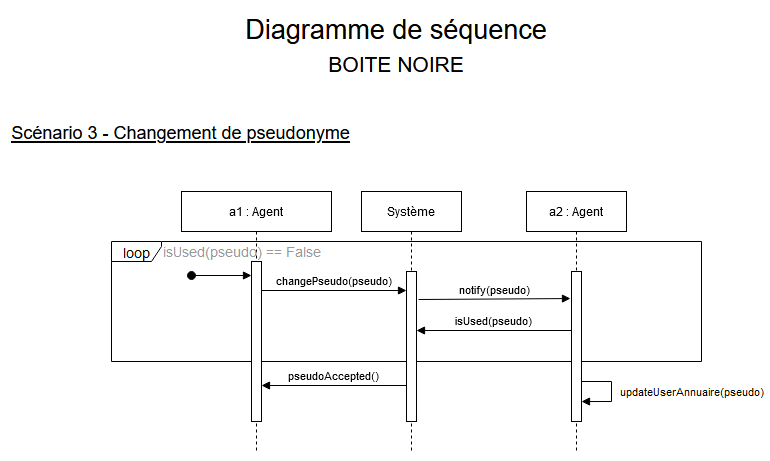 Diagramme de séquence
BOITE NOIRE
Scénario 3 - Changement de pseudonyme
a1 : Agent
Système
a2 : Agent
loop
isUsed(pseudo) == False
changePseudo(pseudo)
notify(pseudo)
isUsed(pseudo)
pseudoAccepted()
updateUserAnnuaire(pseudo)